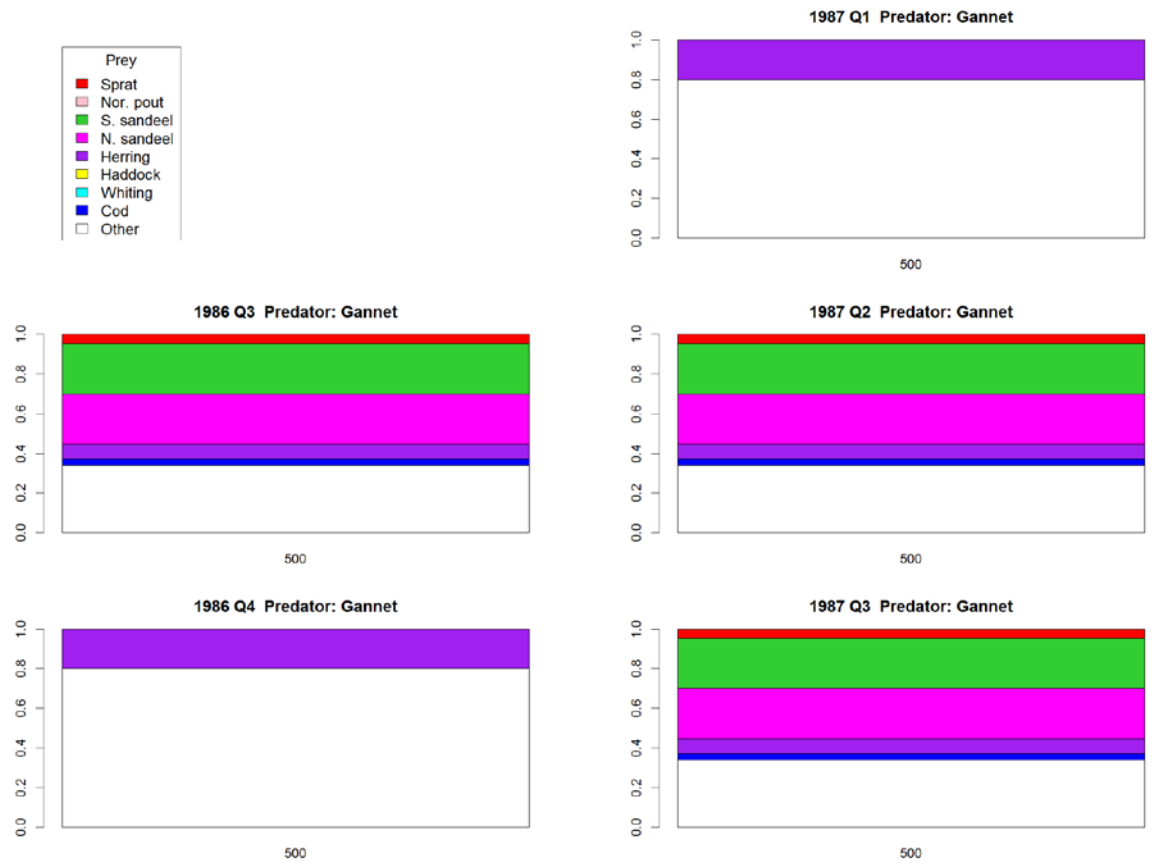 1987 Q1 Predator: Gannet
Prey
Sprat
Nor. pout
S. sandeel
N. sandeel
Herring
Haddock
Whiting
Cod
Other
1.0
0.8
0.6
0.4
0.2
0.0
500
1986 Q3 Predator: Gannet
1.0
0.8
0.6
0.4
0.2
0.0
500
1987 Q2 Predator: Gannet
1.0
0.8
0.6
0.4
0.2
0.0
500
1986 Q4 Predator: Gannet
1.0
0.8
0.6
0.4
0.2
0.0
500
1987 Q3 Predator: Gannet
1.0
0.8
0.6
0.4
0.2
0.0
500